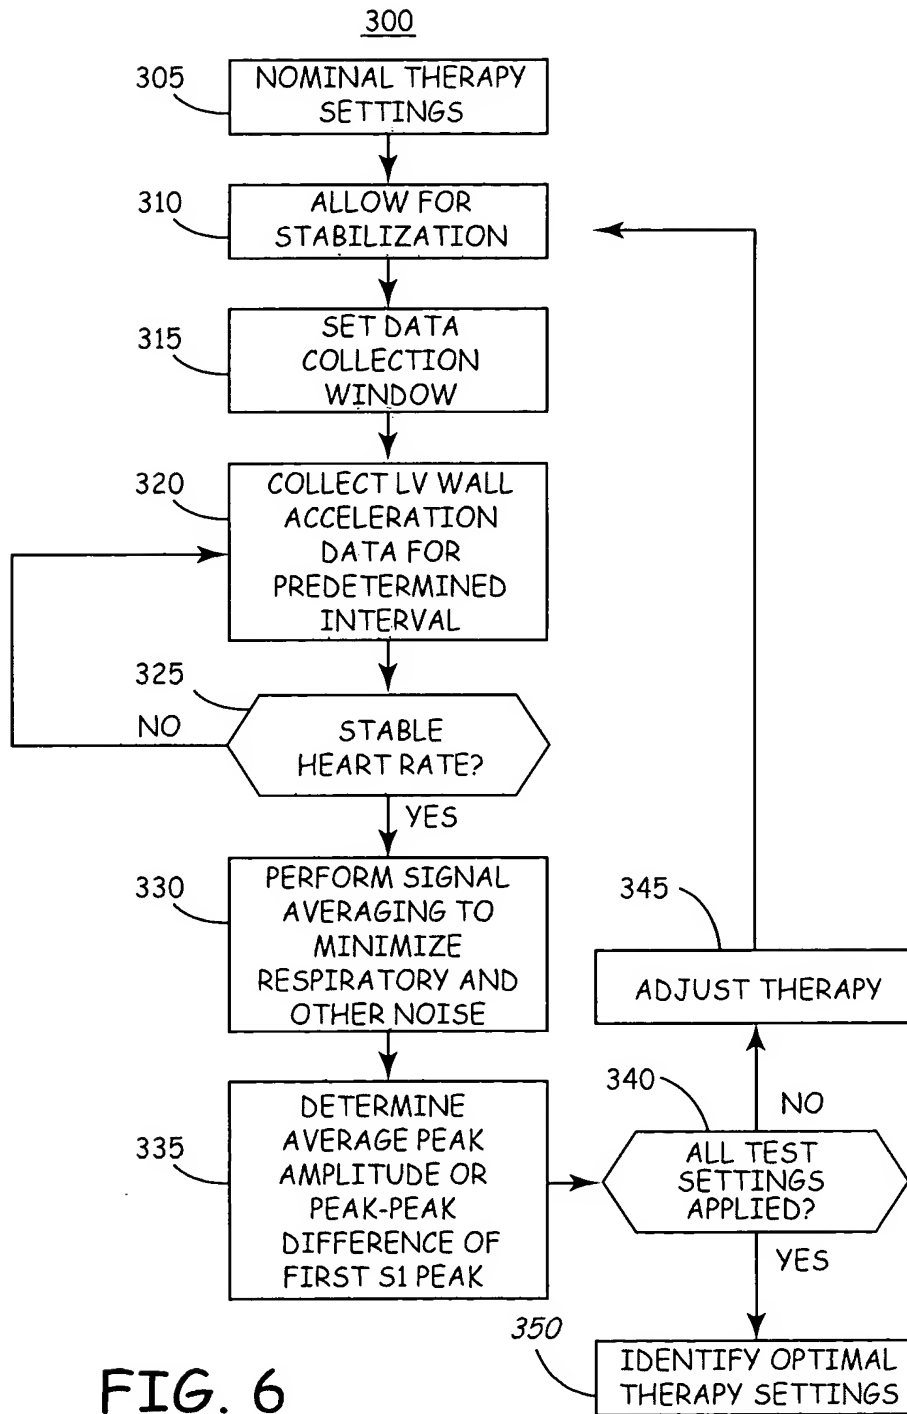 300
305
NOMINAL THERAPY
SETTINGS
310
ALLOW FOR
STABILIZATION
315
SET DATA
COLLECTION
WINDOW
320
COLLECT LV WALL
ACCELERATION
DATA FOR
PREDETERMINED
INTERVAL
325
NO
STABLE
HEART RATE?
YES
330
PERFORM SIGNAL
AVERAGING TO
MINIMIZE
RESPIRATORY AND
OTHER NOISE
335
DETERMINE
AVERAGE PEAK
AMPLITUDE OR
PEAK-PEAK
DIFFERENCE OF
FIRST S1 PEAK
345
ADJUST THERAPY
340
NO
ALL TEST
SETTINGS
APPLIED?
YES
350
IDENTIFY OPTIMAL
THERAPY SETTINGS
FIG. 6